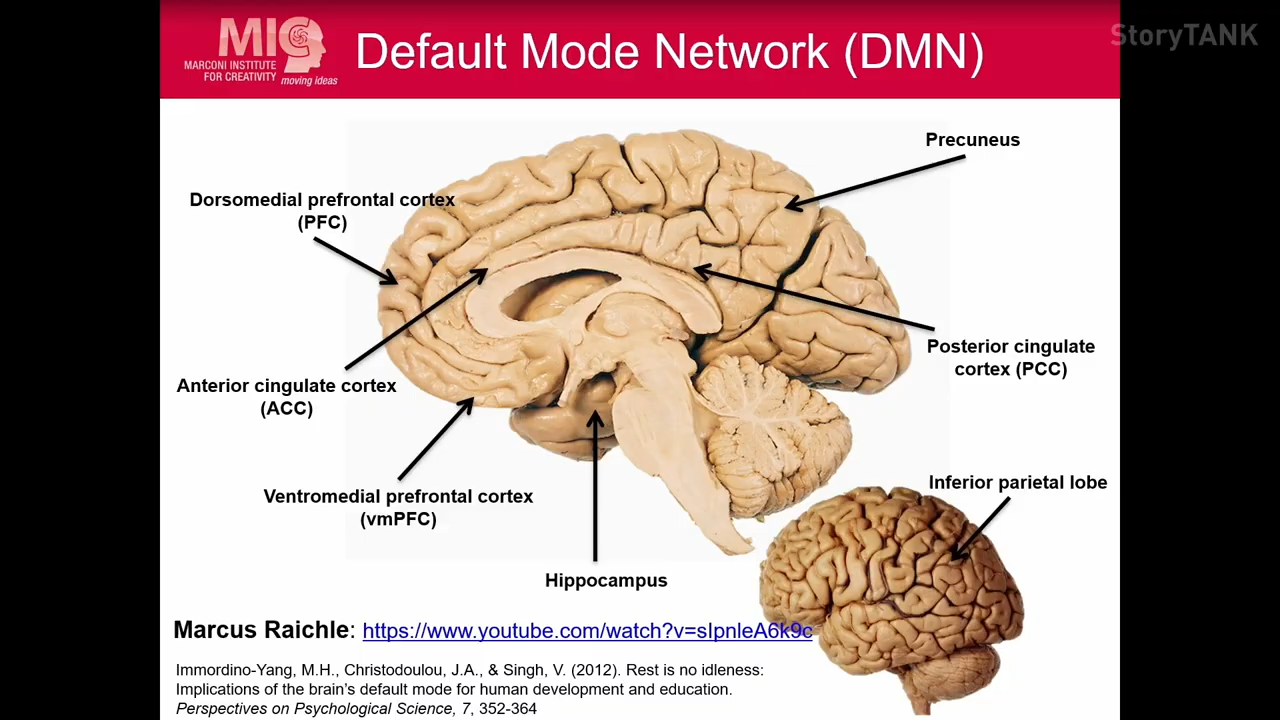 MIC
MARCONI INSTITUTE
FOR CREATIVITY
moving ideas
Default Mode Network (DMN)
StoryTANK
Precuneus
Dorsomedial prefrontal cortex
(PFC)
Anterior cingulate cortex
(ACC)
Posterior cingulate
cortex (PCC)
Ventromedial prefrontal cortex
(vmPFC)
Inferior parietal lobe
Hippocampus
Marcus Raichle: https://www.youtube.com/watch?v=sIpnleA6k9c
Immordino-Yang, M.H., Christodoulou, J.A., & Singh, V. (2012). Rest is no idleness:
Implications of the brain’s default mode for human development and education.
Perspectives on Psychological Science, 7, 352-364